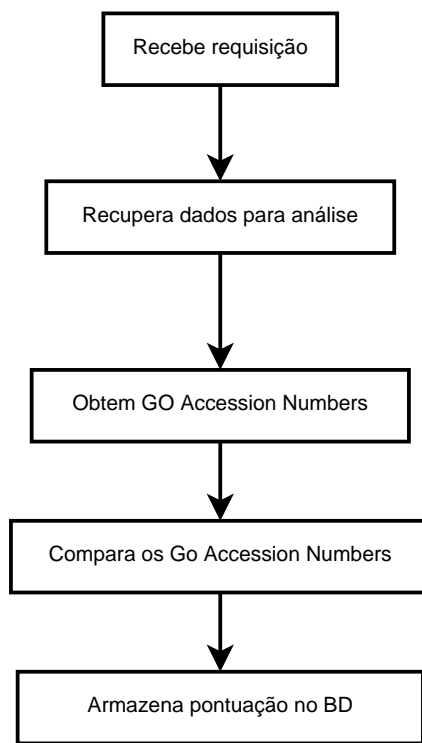 Recebe requisição
Recupera dados para análise
Obtem GO Accession Numbers
Compara os Go Accession Numbers
Armazena pontuação no BD